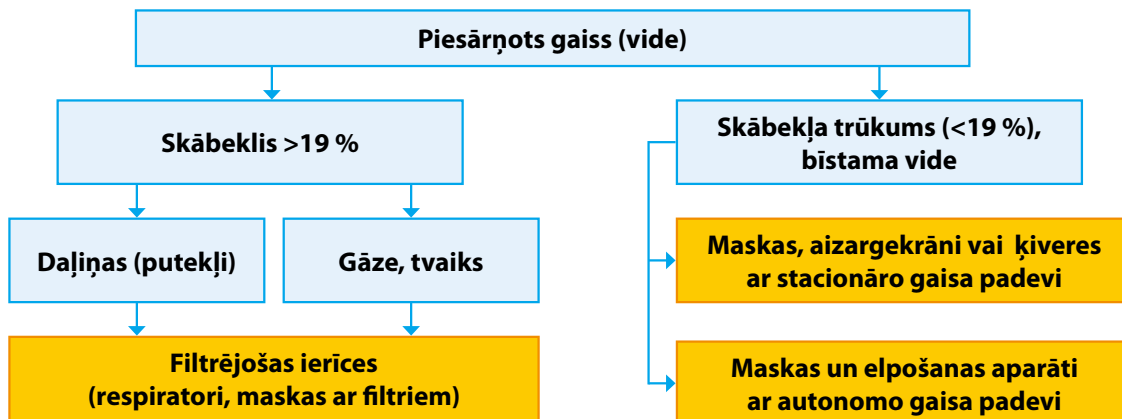 Piesārņots gaiss (vide)
Skābeklis >19 %
Skābekļa trūkums (<19 %),
bīstama vide
Daļiņas (putekļi)
Gāze, tvaiks
Maskas, aizargekrāni vai ķiveres
ar stacionāro gaisa padevi
Filtrējošas ierīces
(respiratori, maskas ar filtriem)
Maskas un elpošanas aparāti
ar autonomo gaisa padevi